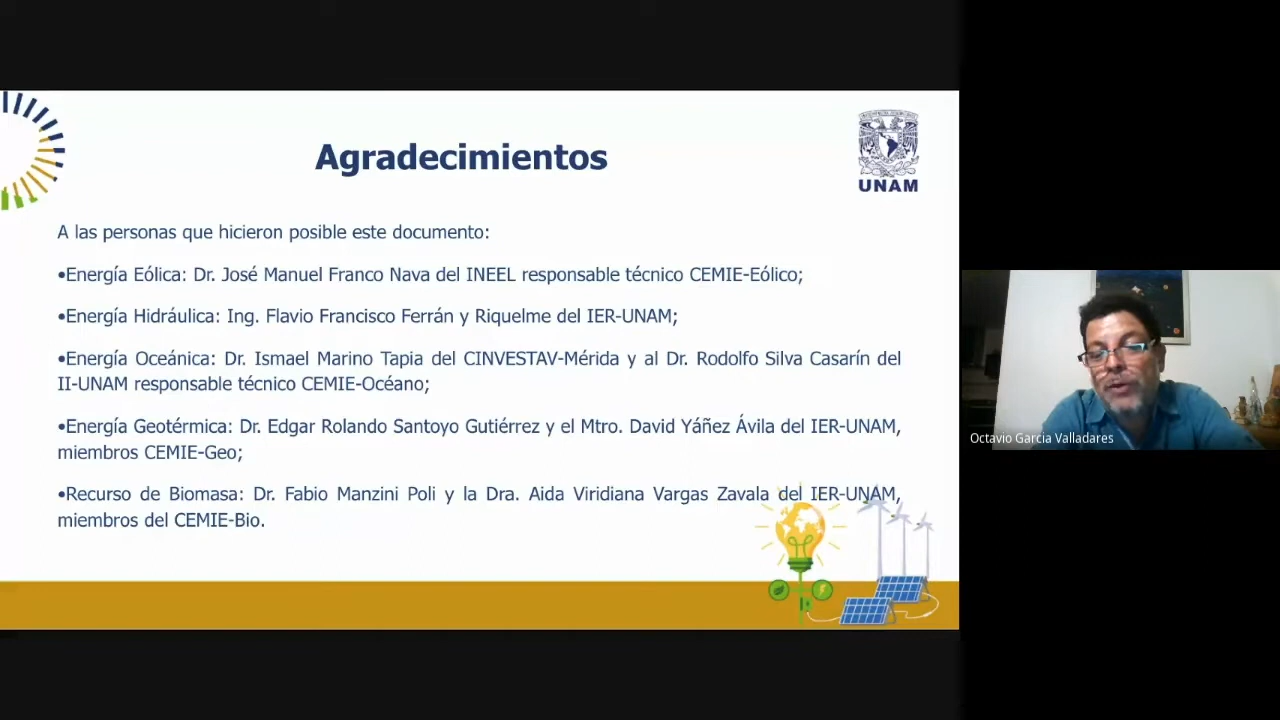 Agradecimientos
UNAM
A las personas que hicieron posible este documento:
•Energía Eólica: Dr. José Manuel Franco Nava del INEEL responsable técnico CEMIE-Eólico;
•Energía Hidráulica: Ing. Flavio Francisco Ferrán y Riquelme del IER-UNAM;
•Energía Oceánica: Dr. Ismael Marino Tapia del CINVESTAV-Mérida y al Dr. Rodolfo Silva Casarín del
II-UNAM responsable técnico CEMIE-Océano;
•Energía Geotérmica: Dr. Edgar Rolando Santoyo Gutiérrez y el Mtro. David Yáñez Ávila del IER-UNAM,
miembros CEMIE-Geo;
•Recurso de Biomasa: Dr. Fabio Manzini Poli y la Dra. Aida Viridiana Vargas Zavala del IER-UNAM,
miembros del CEMIE-Bio.
Octavio Garcia Valladares